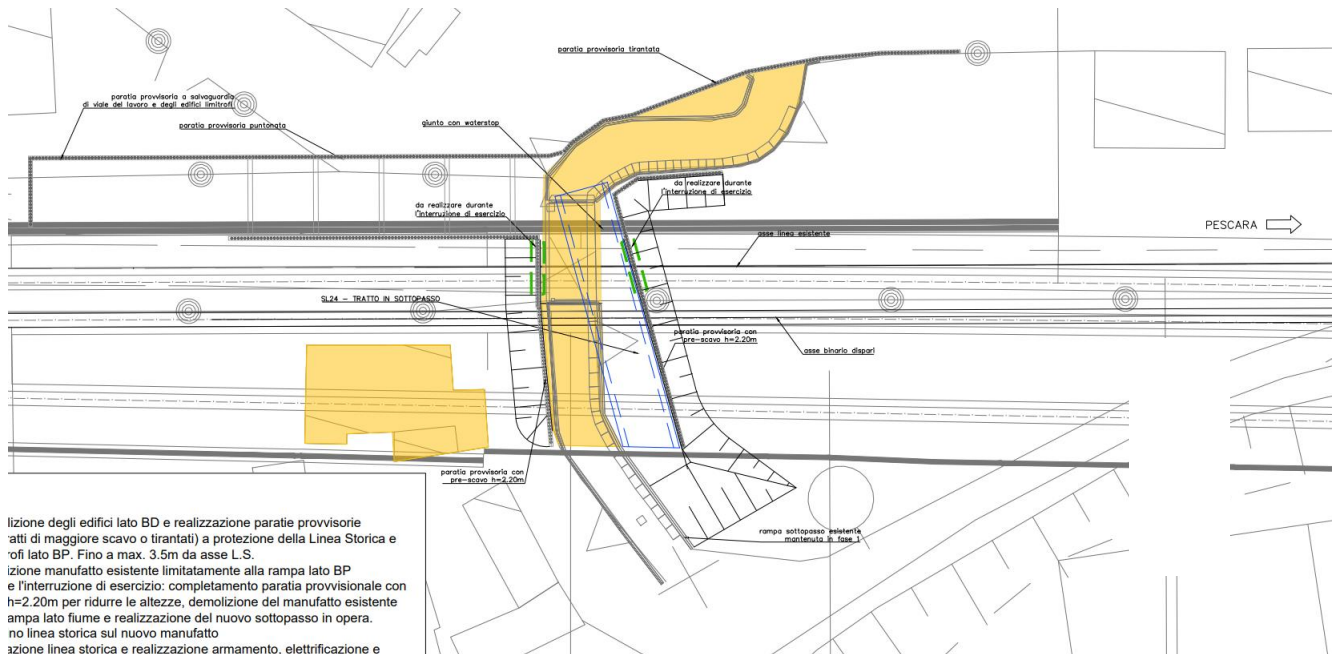 paratia provvisoria tirantata
paratia provvisoria a salvaguardia
di viale del lavoro e degli edifici limitrofi
paratia provvisoria puntonata
giunto con waterstop
da realizzare durante
l'interruzione di esercizio
da realizzare durante
l'interruzione di esercizio
PESCARA
asse linea esistente
SL24 - TRATTO IN SOTTOPASSO
paratia provvisoria con
pre-scavo h=2.20m
asse binario dispari
paratia provvisoria con
pre-scavo h=2.20m
rampa sottopasso esistente
mantenuta in fase 1
lizione degli edifici lato BD e realizzazione paratie provvisorie
ratti di maggiore scavo o tirantati) a protezione della Linea Storica e
rofi lato BP. Fino a max. 3.5m da asse L.S.
izione manufatto esistente limitatamente alla rampa lato BP
e l'interruzione di esercizio: completamento paratia provvisionale con
h=2.20m per ridurre le altezze, demolizione del manufatto esistente
ampa lato fiume e realizzazione del nuovo sottopasso in opera.
no linea storica sul nuovo manufatto
azione linea storica e realizzazione armamento, elettrificazione e